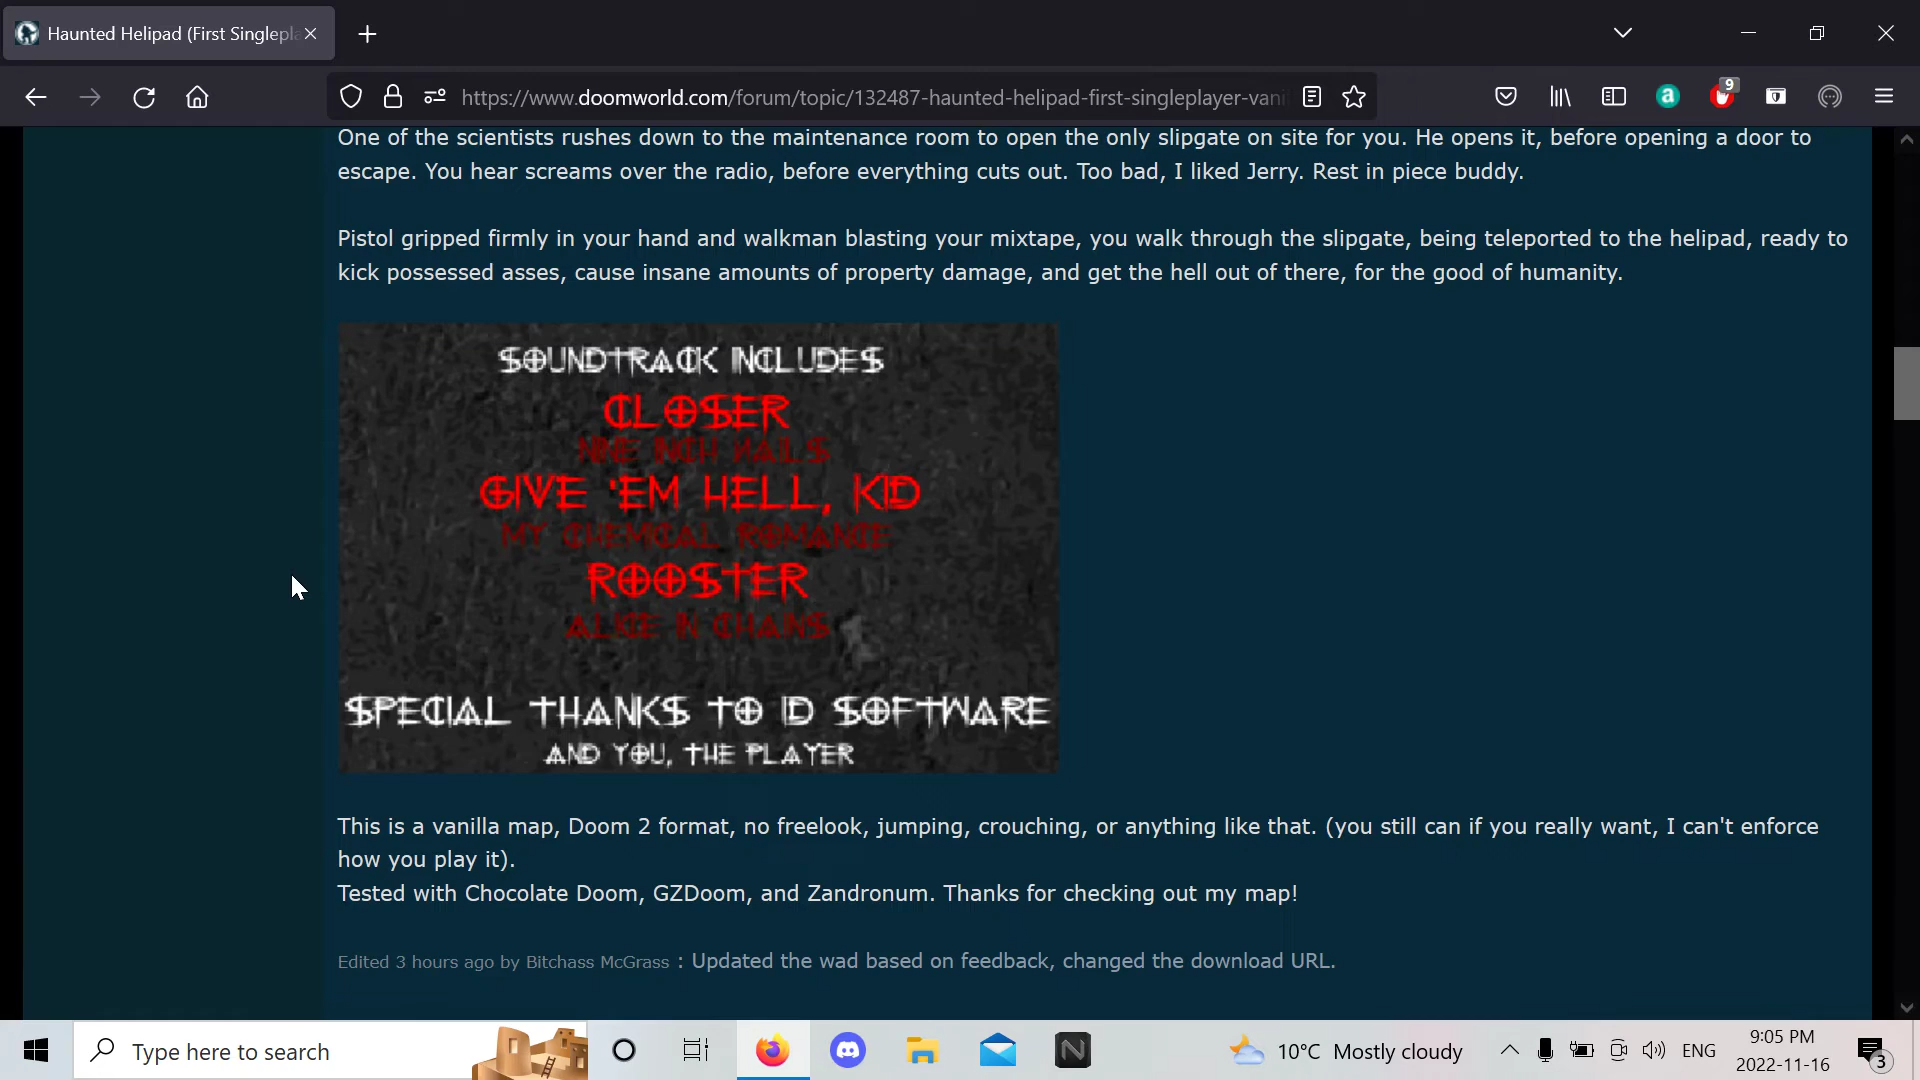 Haunted Helipad (First Singlepla
https://www.doomworld.com/forum/topic/132487-haunted-helipad-first-singleplayer-vani
9
One of the scientists rushes down to the maintenance room to open the only slipgate on site for you. He opens it, before opening a door to
escape. You hear screams over the radio, before everything cuts out. Too bad, I liked Jerry. Rest in piece buddy.
Pistol gripped firmly in your hand and walkman blasting your mixtape, you walk through the slipgate, being teleported to the helipad, ready to
kick possessed asses, cause insane amounts of property damage, and get the hell out of there, for the good of humanity.
SOUNDTRACK INCLUDES
CLOSER
NINE INCH NAILS
GIVE 'EM HELL, KID
MY CHEMICAL ROMANCE
ROOSTER
ALICE IN CHAINS
SPECIAL THANKS TO ID SOFTWARE
AND YOU, THE PLAYER
This is a vanilla map, Doom 2 format, no freelook, jumping, crouching, or anything like that. (you still can if you really want, I can't enforce
how you play it).
Tested with Chocolate Doom, GZDoom, and Zandronum. Thanks for checking out my map!
Edited 3 hours ago by Bitchass McGrass : Updated the wad based on feedback, changed the download URL.
Type here to search
10°C Mostly cloudy
ENG
9:05 PM
2022-11-16
3